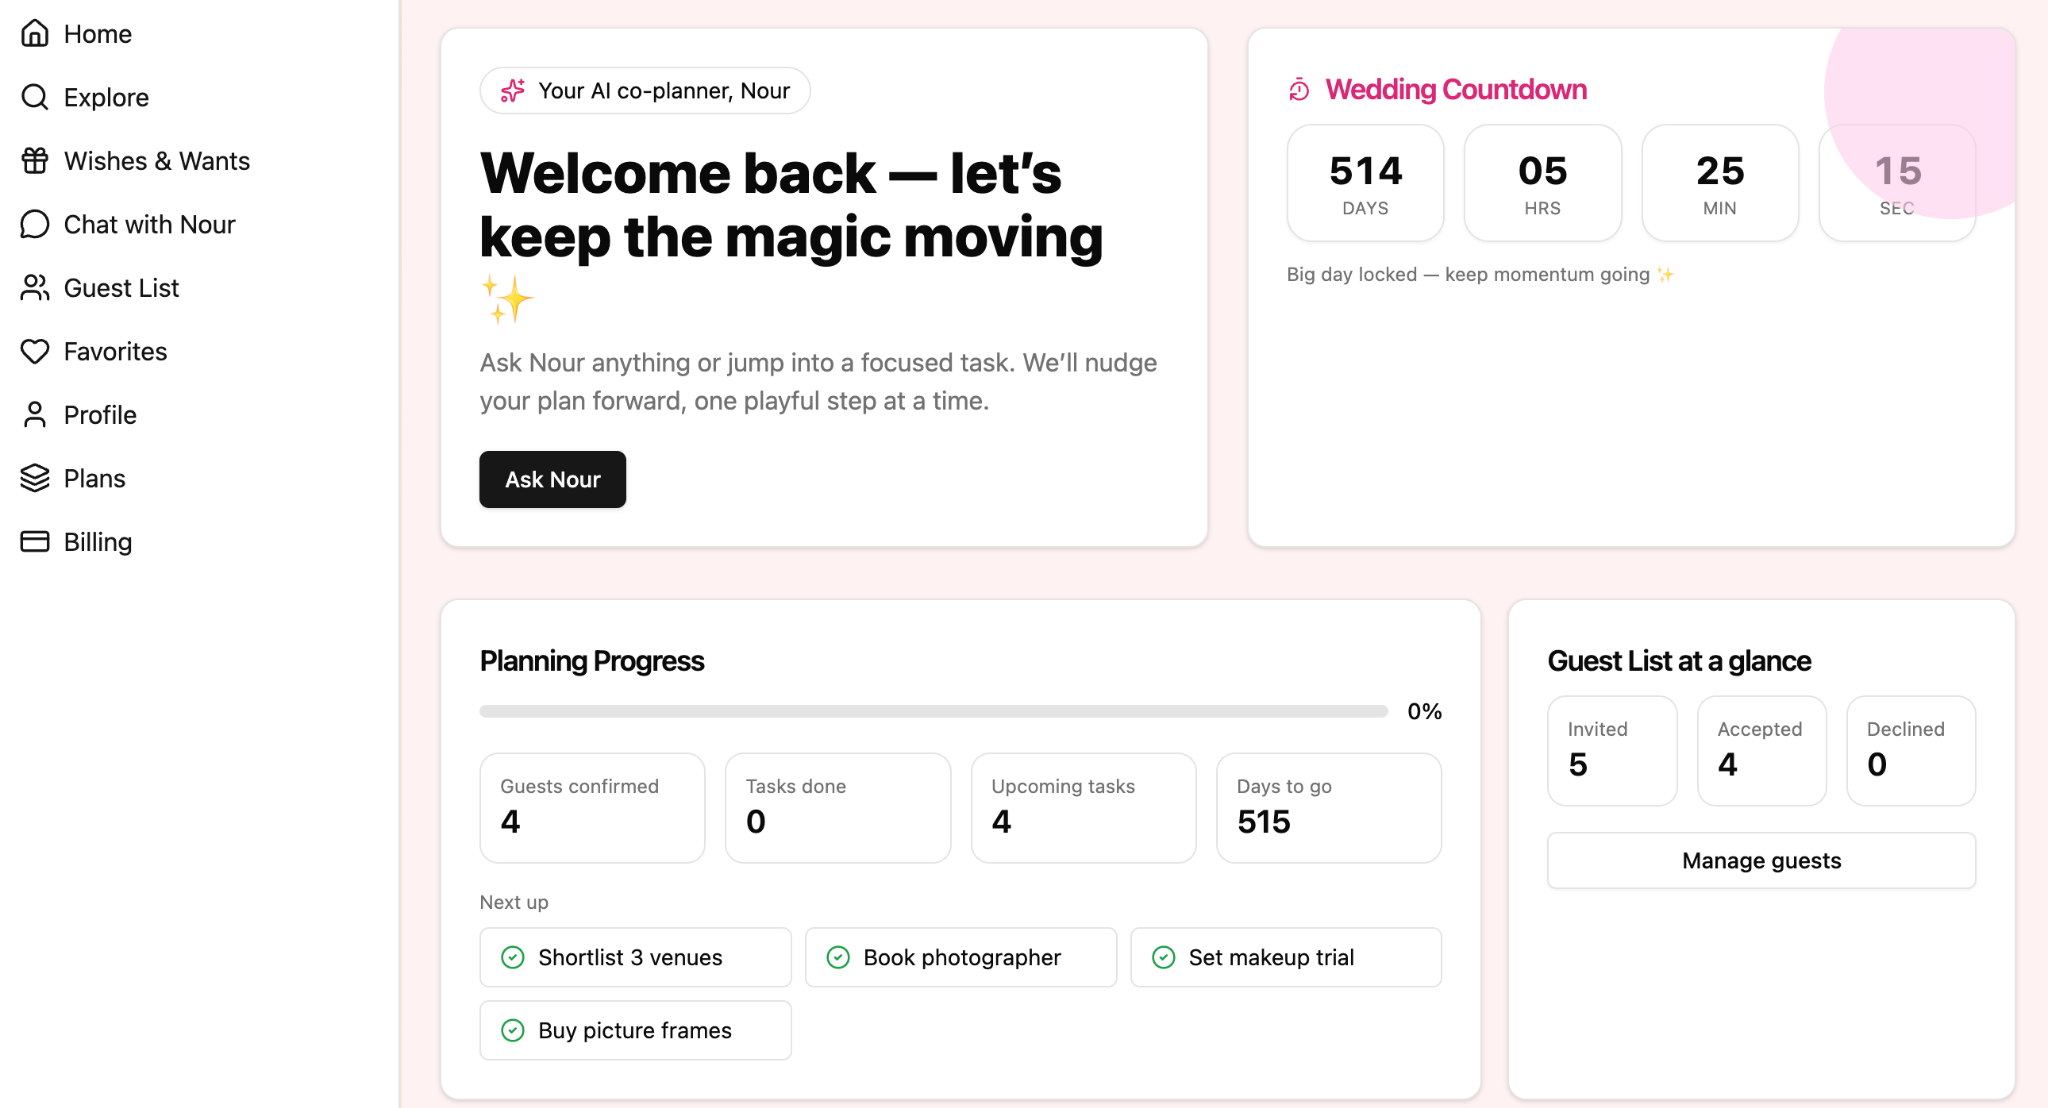 Home
Explore
Wishes & Wants
Chat with Nour
Guest List
Favorites
Profile
Plans
Billing
Your AI co-planner, Nour
Welcome back — let’s
keep the magic moving
✨
Ask Nour anything or jump into a focused task. We’ll nudge
your plan forward, one playful step at a time.
Ask Nour
Wedding Countdown
514
DAYS
05
HRS
25
MIN
15
SEC
Big day locked — keep momentum going ✨
Planning Progress
0%
Guests confirmed
4
Tasks done
0
Upcoming tasks
4
Days to go
515
Next up
Shortlist 3 venues
Book photographer
Set makeup trial
Buy picture frames
Guest List at a glance
Invited
5
Accepted
4
Declined
0
Manage guests